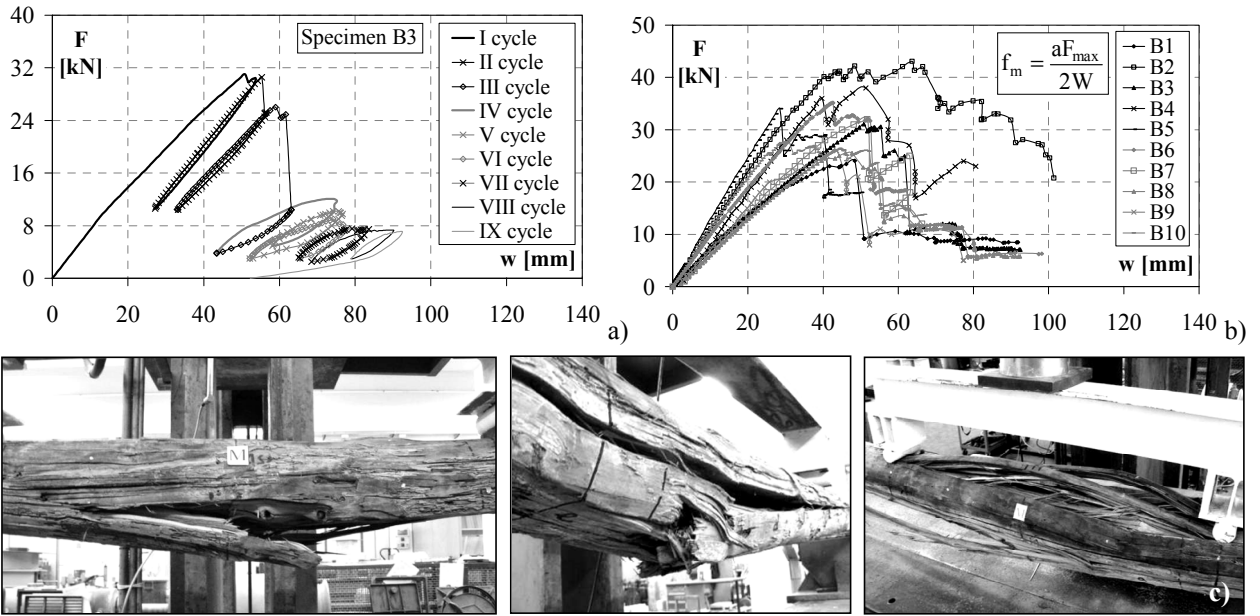 40
32
24
16
8
0
F
[kN]
Specimen B3
I cycle
II cycle
III cycle
IV cycle
V cycle
VI cycle
VII cycle
VIII cycle
IX cycle
w [mm]
0 20 40 60 80 100 120 140
a)
50
40
30
20
10
0
F
[kN]
f_m = aF_max / 2W
B1
B2
B3
B4
B5
B6
B7
B8
B9
B10
w [mm]
0 20 40 60 80 100 120 140
b)
M
M
c)